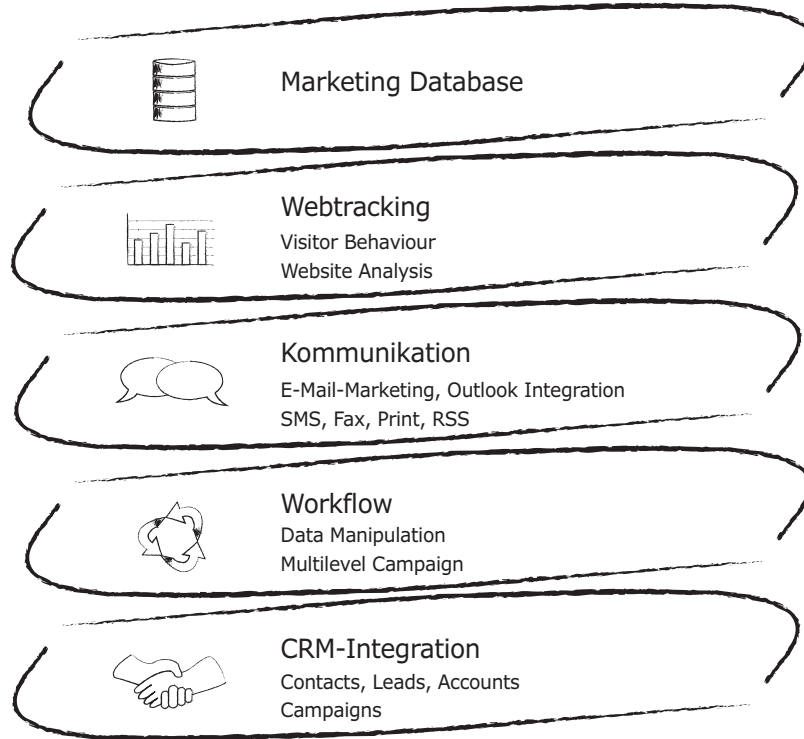 Marketing Database
Webtracking
Visitor Behaviour
Website Analysis
Kommunikation
E-Mail-Marketing, Outlook Integration
SMS, Fax, Print, RSS
Workflow
Data Manipulation
Multilevel Campaign
CRM-Integration
Contacts, Leads, Accounts
Campaigns